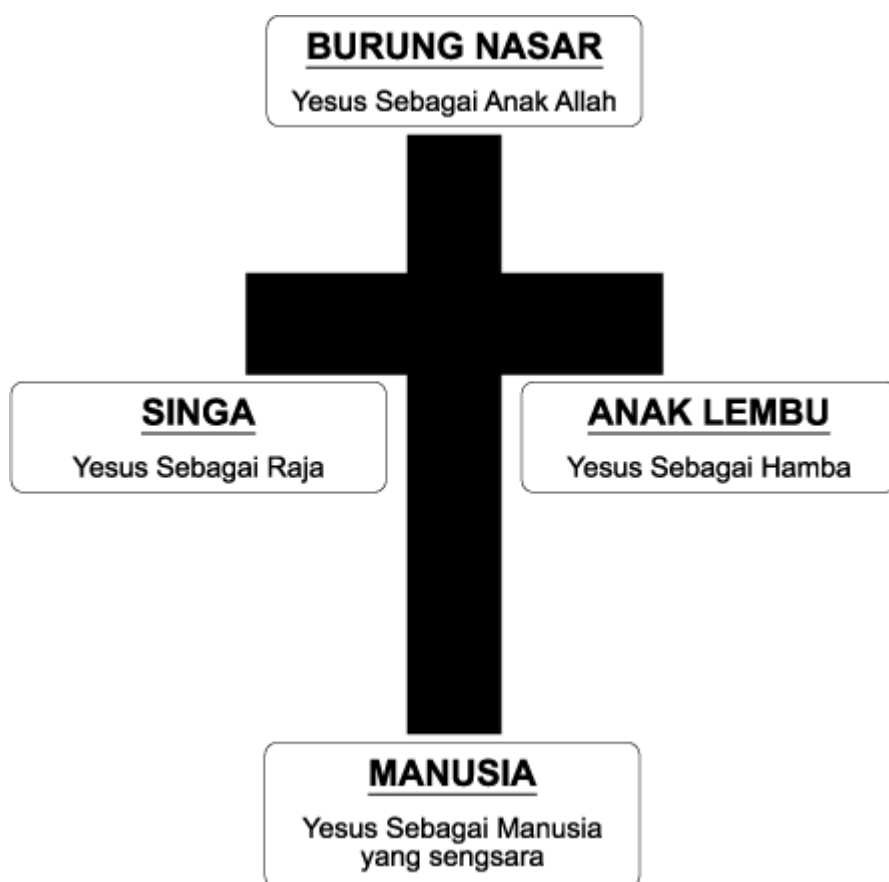 BURUNG NASAR
Yesus Sebagai Anak Allah
SINGA
Yesus Sebagai Raja
ANAK LEMBU
Yesus Sebagai Hamba
MANUSIA
Yesus Sebagai Manusia
yang sengsara